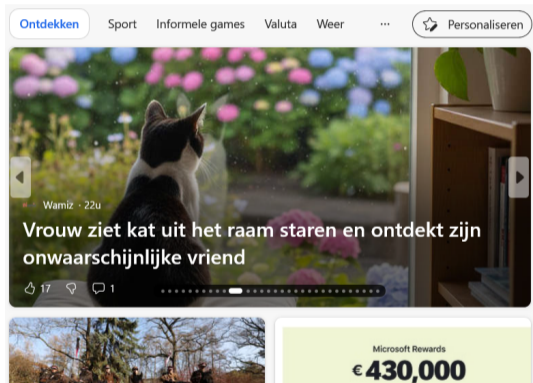 Ontdekken
Sport
Informele games
Valuta
Weer
...
Personaliseren
Wamiz · 22u
Vrouw ziet kat uit het raam staren en ontdekt zijn
onwaarschijnlijke vriend
17
1
Microsoft Rewards
€430,000